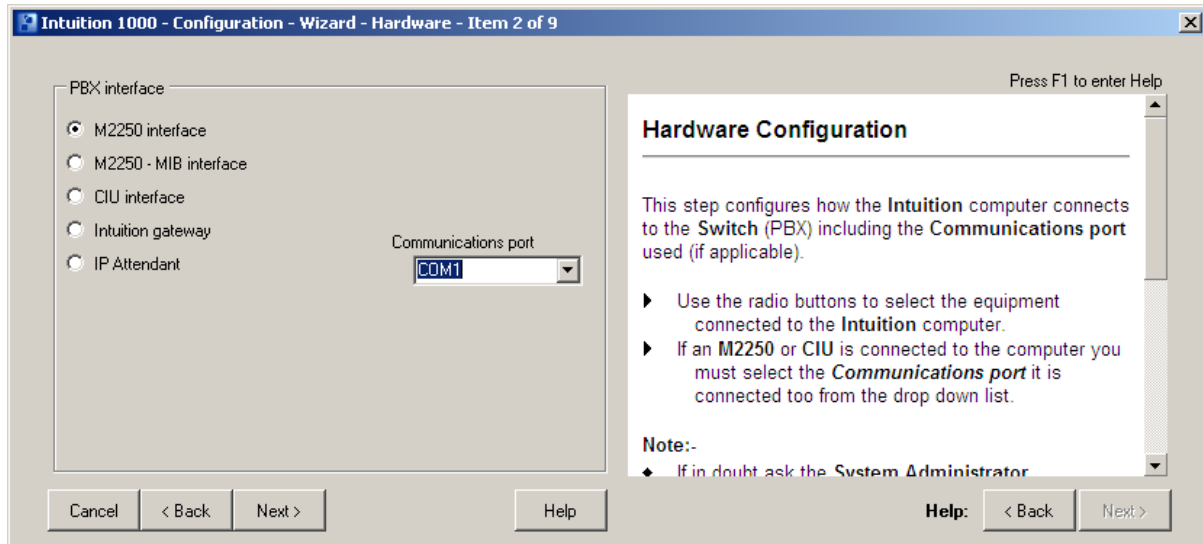 Intuition 1000 - Configuration - Wizard - Hardware - Item 2 of 9
PBX interface
M2250 interface
M2250 - MIB interface
CIU interface
Intuition gateway
IP Attendant
Communications port
COM1
Press F1 to enter Help
Hardware Configuration
This step configures how the Intuition computer connects
to the Switch (PBX) including the Communications port
used (if applicable).
Use the radio buttons to select the equipment
connected to the Intuition computer.
If an M2250 or CIU is connected to the computer you
must select the Communications port it is
connected too from the drop down list.
Note:-
If in doubt ask the System Administrator
Cancel
< Back
Next >
Help
Help:
< Back
Next >